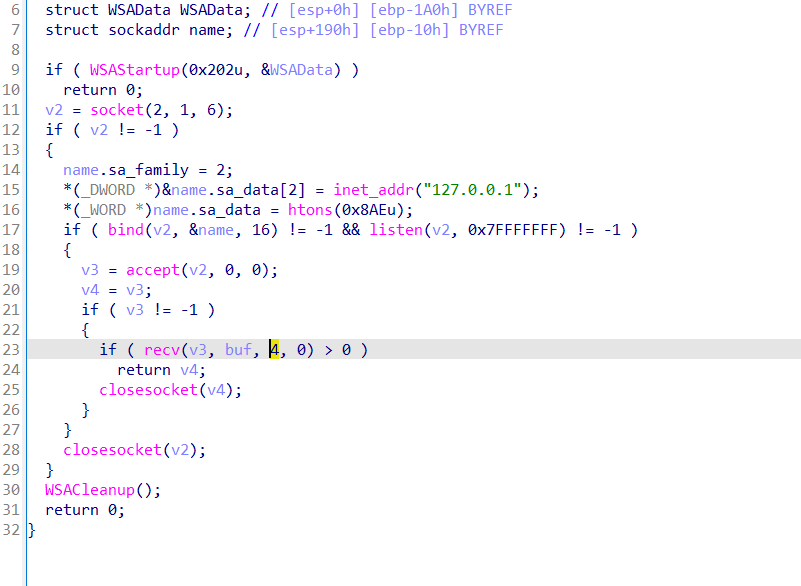 6 struct WSAData WSAData; // [esp+0h] [ebp-1A0h] BYREF
7 struct sockaddr name; // [esp+190h] [ebp-10h] BYREF
8
9 if ( WSAStartup(0x202u, &WSAData) )
10 return 0;
11 v2 = socket(2, 1, 6);
12 if ( v2 != -1 )
13 {
14 name.sa_family = 2;
15 *(_DWORD *)&name.sa_data[2] = inet_addr("127.0.0.1");
16 *(_WORD *)name.sa_data = htons(0x8AEu);
17 if ( bind(v2, &name, 16) != -1 && listen(v2, 0x7FFFFFFF) != -1 )
18 {
19 v3 = accept(v2, 0, 0);
20 v4 = v3;
21 if ( v3 != -1 )
22 {
23 if ( recv(v3, buf, 4, 0) > 0 )
24 return v4;
25 closesocket(v4);
26 }
27 }
28 closesocket(v2);
29 }
30 WSACleanup();
31 return 0;
32 }